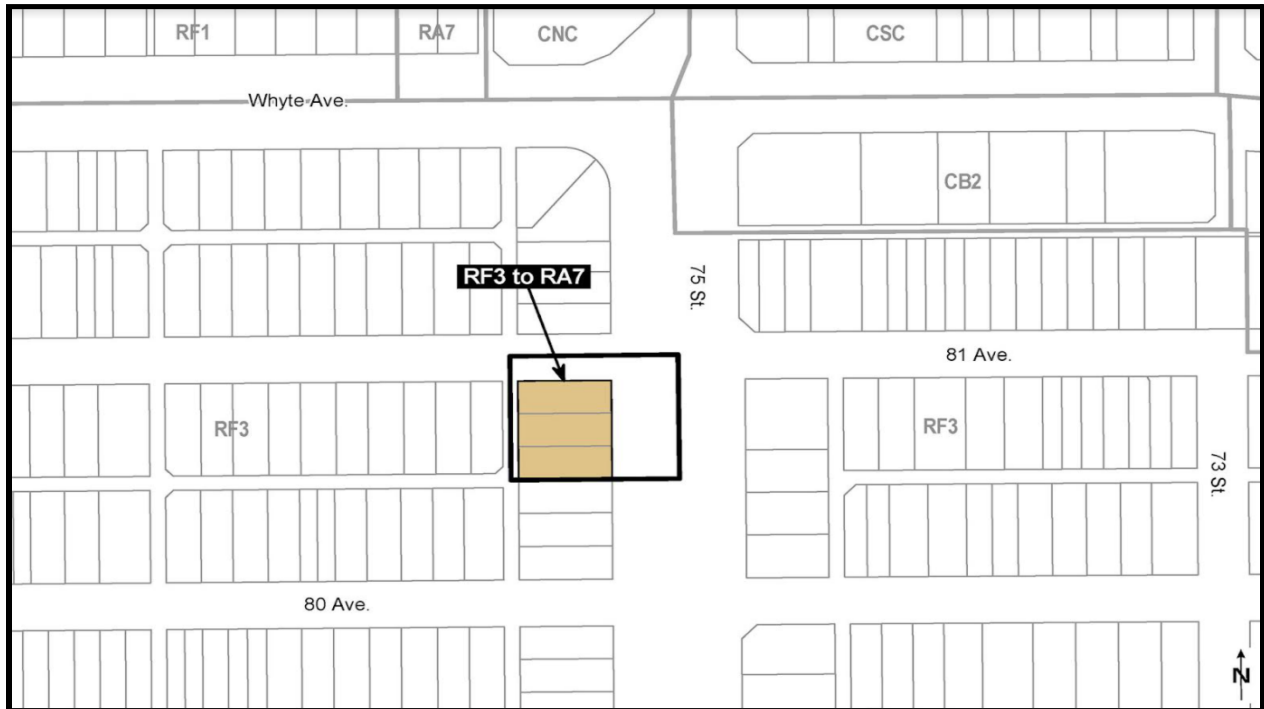 RF1
RA7
CNC
CSC
Whyte Ave.
CB2
RF3 to RA7
75 St.
81 Ave.
RF3
RF3
73 St.
80 Ave.
N